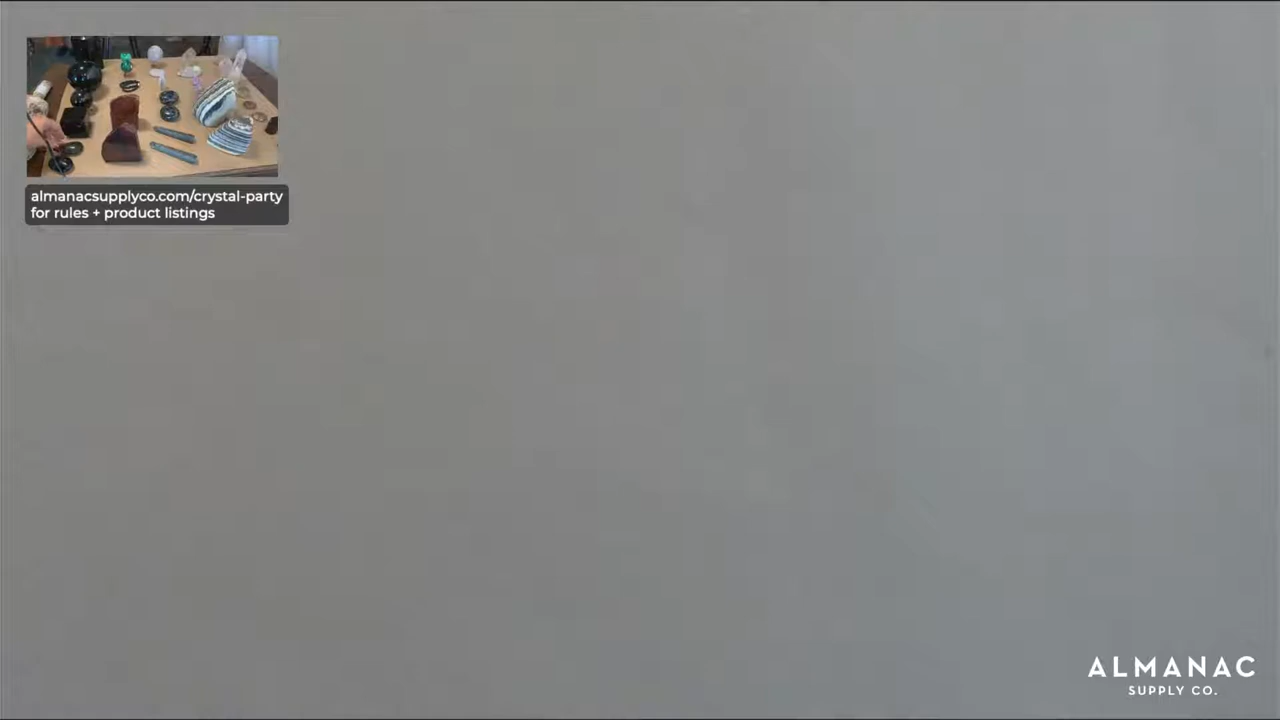 almanacsupplyco.com/crystal-party
for rules + product listings
ALMANAC
SUPPLY CO.